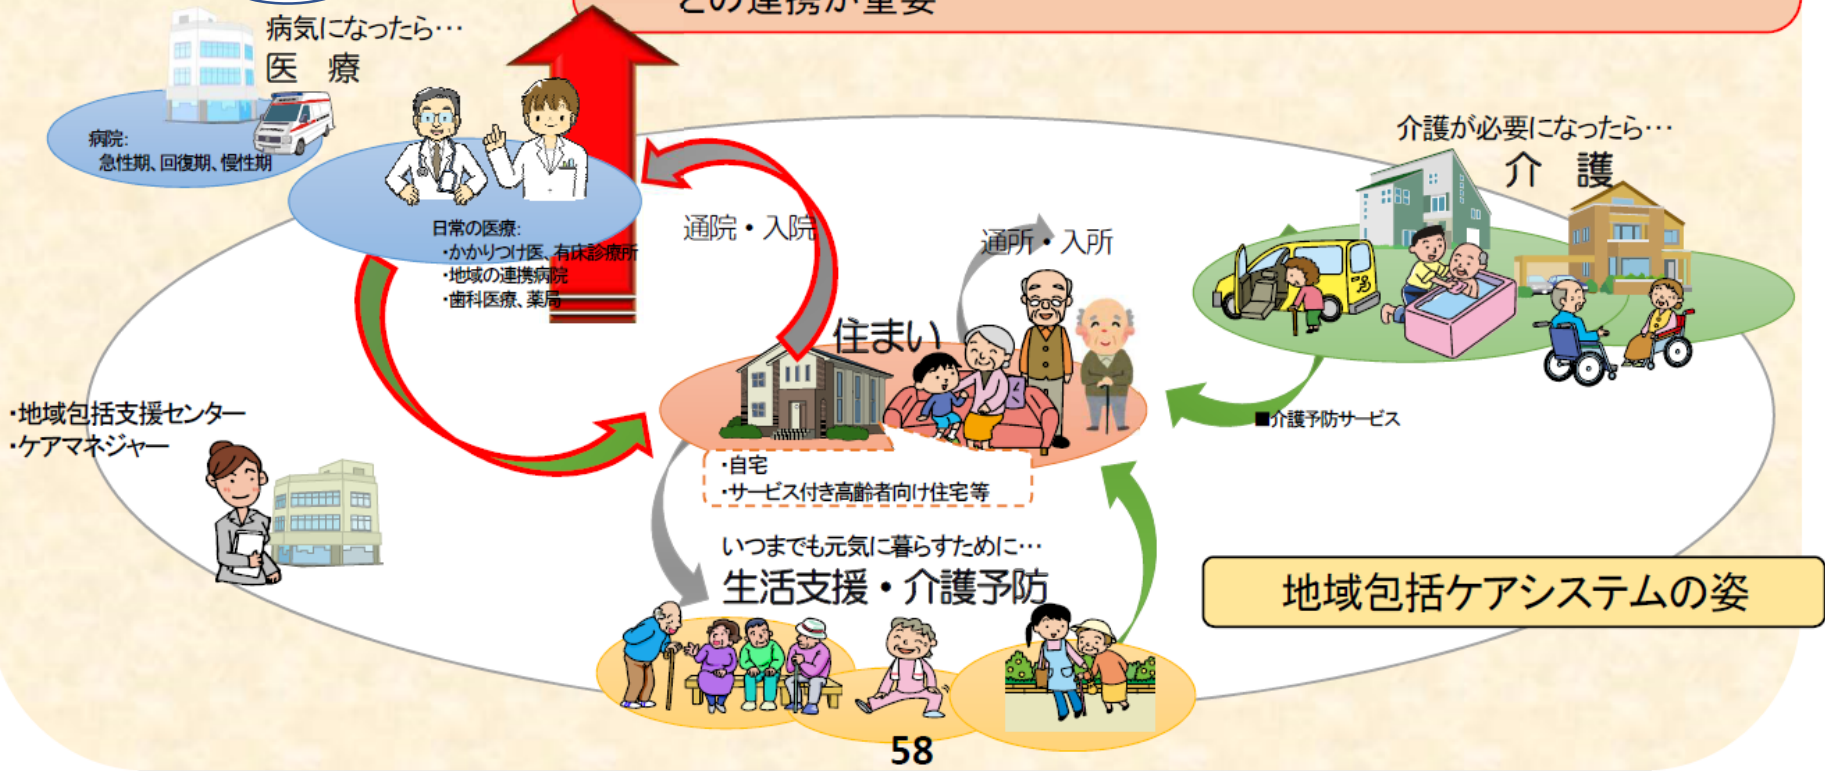 との連携が重要
病気になったら…
医　療
病院:
急性期、回復期、慢性期
日常の医療:
・かかりつけ医、有床診療所
・地域の連携病院
・歯科医療、薬局
通院・入院
通所・入所
介護が必要になったら…
介　護
住まい
■介護予防サービス
・地域包括支援センター
・ケアマネジャー
・自宅
・サービス付き高齢者向け住宅等
いつまでも元気に暮らすために…
生活支援・介護予防
地域包括ケアシステムの姿
58